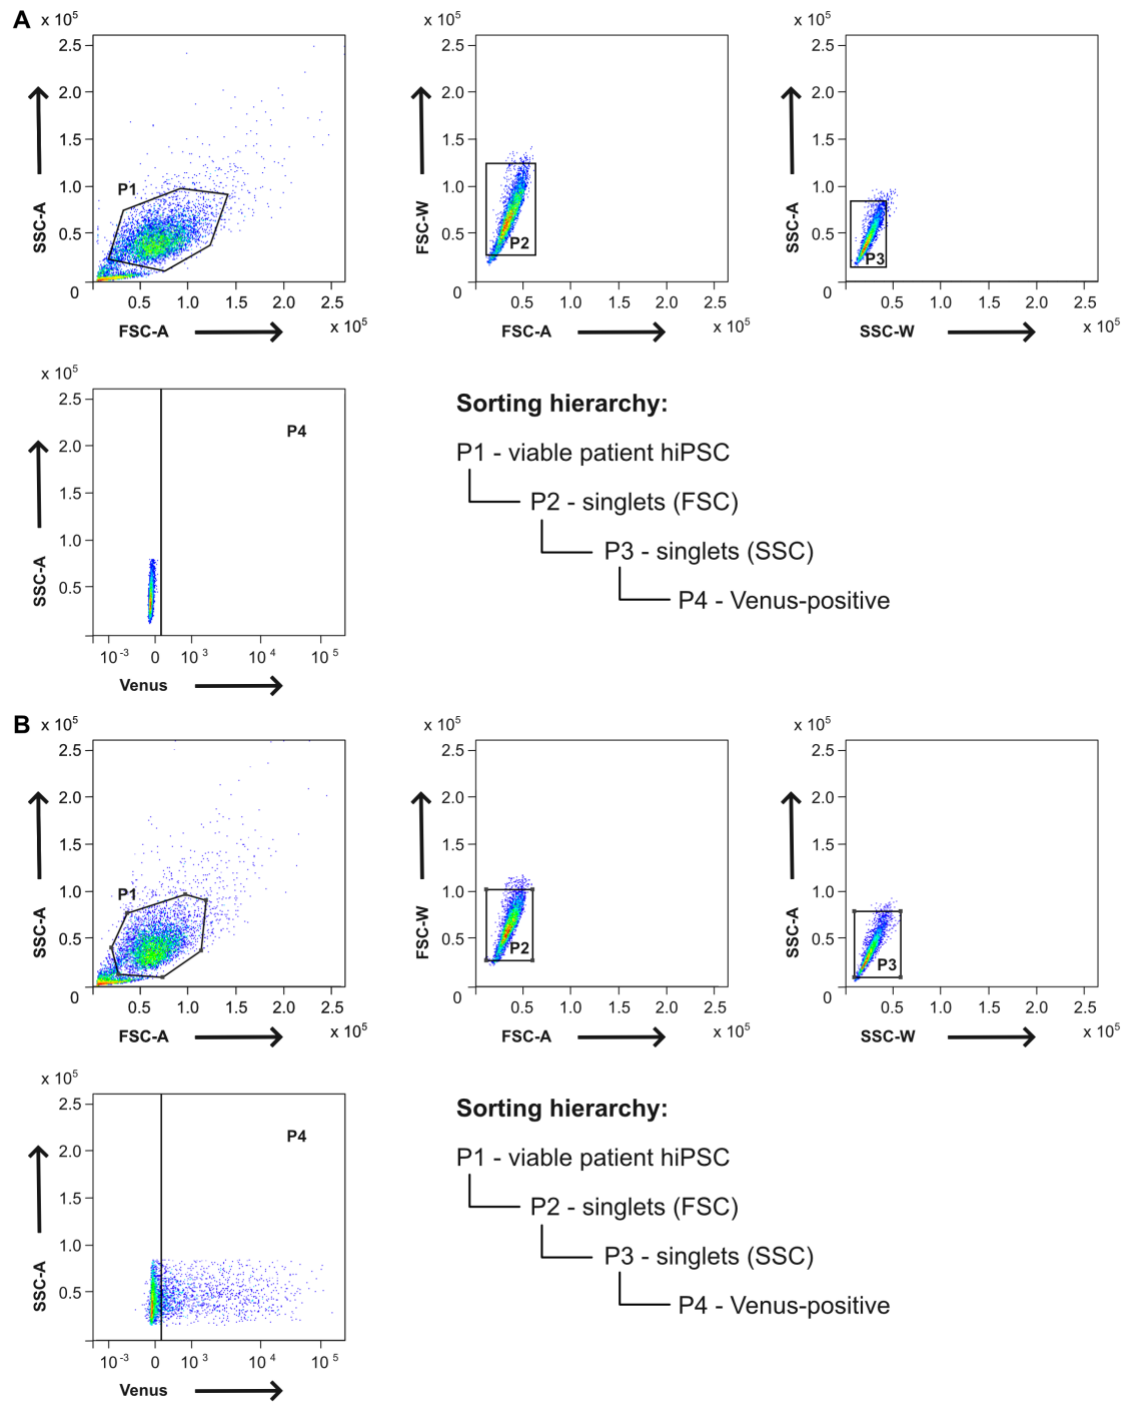 A
x 10⁵ x 10⁵ x 10⁵
2.5 2.5 2.5
2.0 2.0 2.0
1.5 1.5 1.5
P1
1.0 1.0 1.0
0.5 0.5 0.5
P2 P3
0 0 0
SSC-A FSC-W SSC-A
0.5 1.0 1.5 2.0 2.5 0.5 1.0 1.5 2.0 2.5 0.5 1.0 1.5 2.0 2.5
x 10⁵ x 10⁵ x 10⁵
FSC-A FSC-A SSC-W
x 10⁵
2.5
P4
2.0
1.5
1.0
0.5
SSC-A
10⁻³ 0 10³ 10⁴ 10⁵
Venus
Sorting hierarchy:
P1 - viable patient hiPSC
P2 - singlets (FSC)
P3 - singlets (SSC)
P4 - Venus-positive
B
x 10⁵ x 10⁵ x 10⁵
2.5 2.5 2.5
2.0 2.0 2.0
1.5 1.5 1.5
P1
1.0 1.0 1.0
0.5 0.5 0.5
P2 P3
0 0 0
SSC-A FSC-W SSC-A
0.5 1.0 1.5 2.0 2.5 0.5 1.0 1.5 2.0 2.5 0.5 1.0 1.5 2.0 2.5
x 10⁵ x 10⁵ x 10⁵
FSC-A FSC-A SSC-W
x 10⁵
2.5
P4
2.0
1.5
1.0
0.5
SSC-A
10⁻³ 0 10³ 10⁴ 10⁵
Venus
Sorting hierarchy:
P1 - viable patient hiPSC
P2 - singlets (FSC)
P3 - singlets (SSC)
P4 - Venus-positive